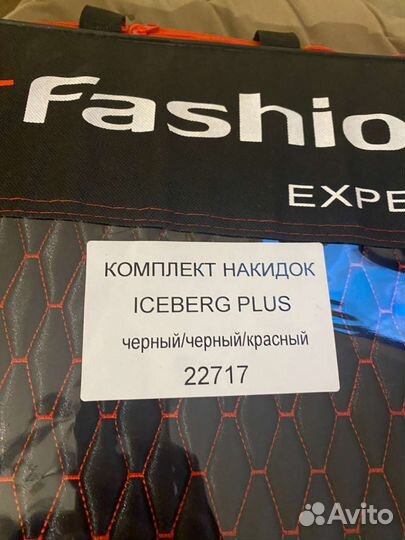 Fashio
EXPE
КОМПЛЕКТ НАКИДОК
ICEBERG PLUS
черный/черный/красный
22717
Avito